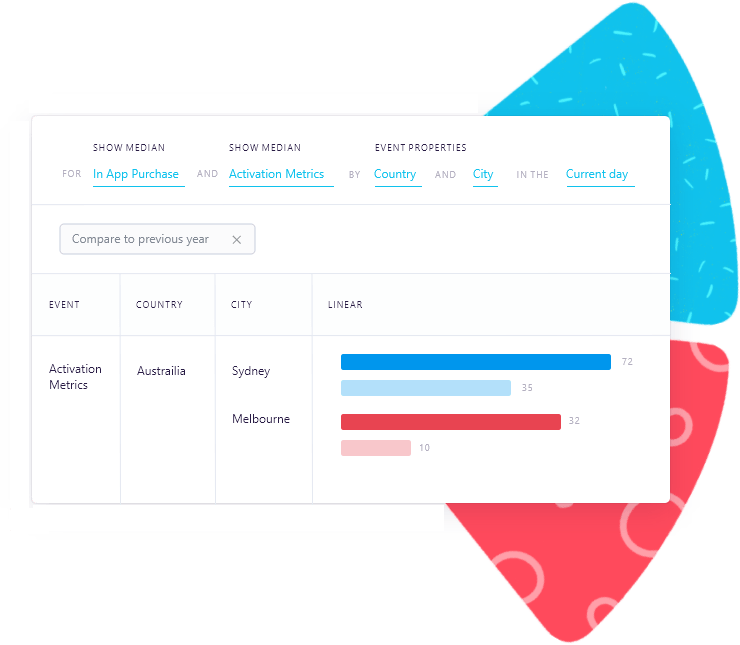 SHOW MEDIAN SHOW MEDIAN EVENT PROPERTIES
FOR In App Purchase AND Activation Metrics BY Country AND City IN THE Current day
Compare to previous year ×
EVENT COUNTRY CITY LINEAR
Activation Metrics Austrailia Sydney 72
35
Melbourne 32
10